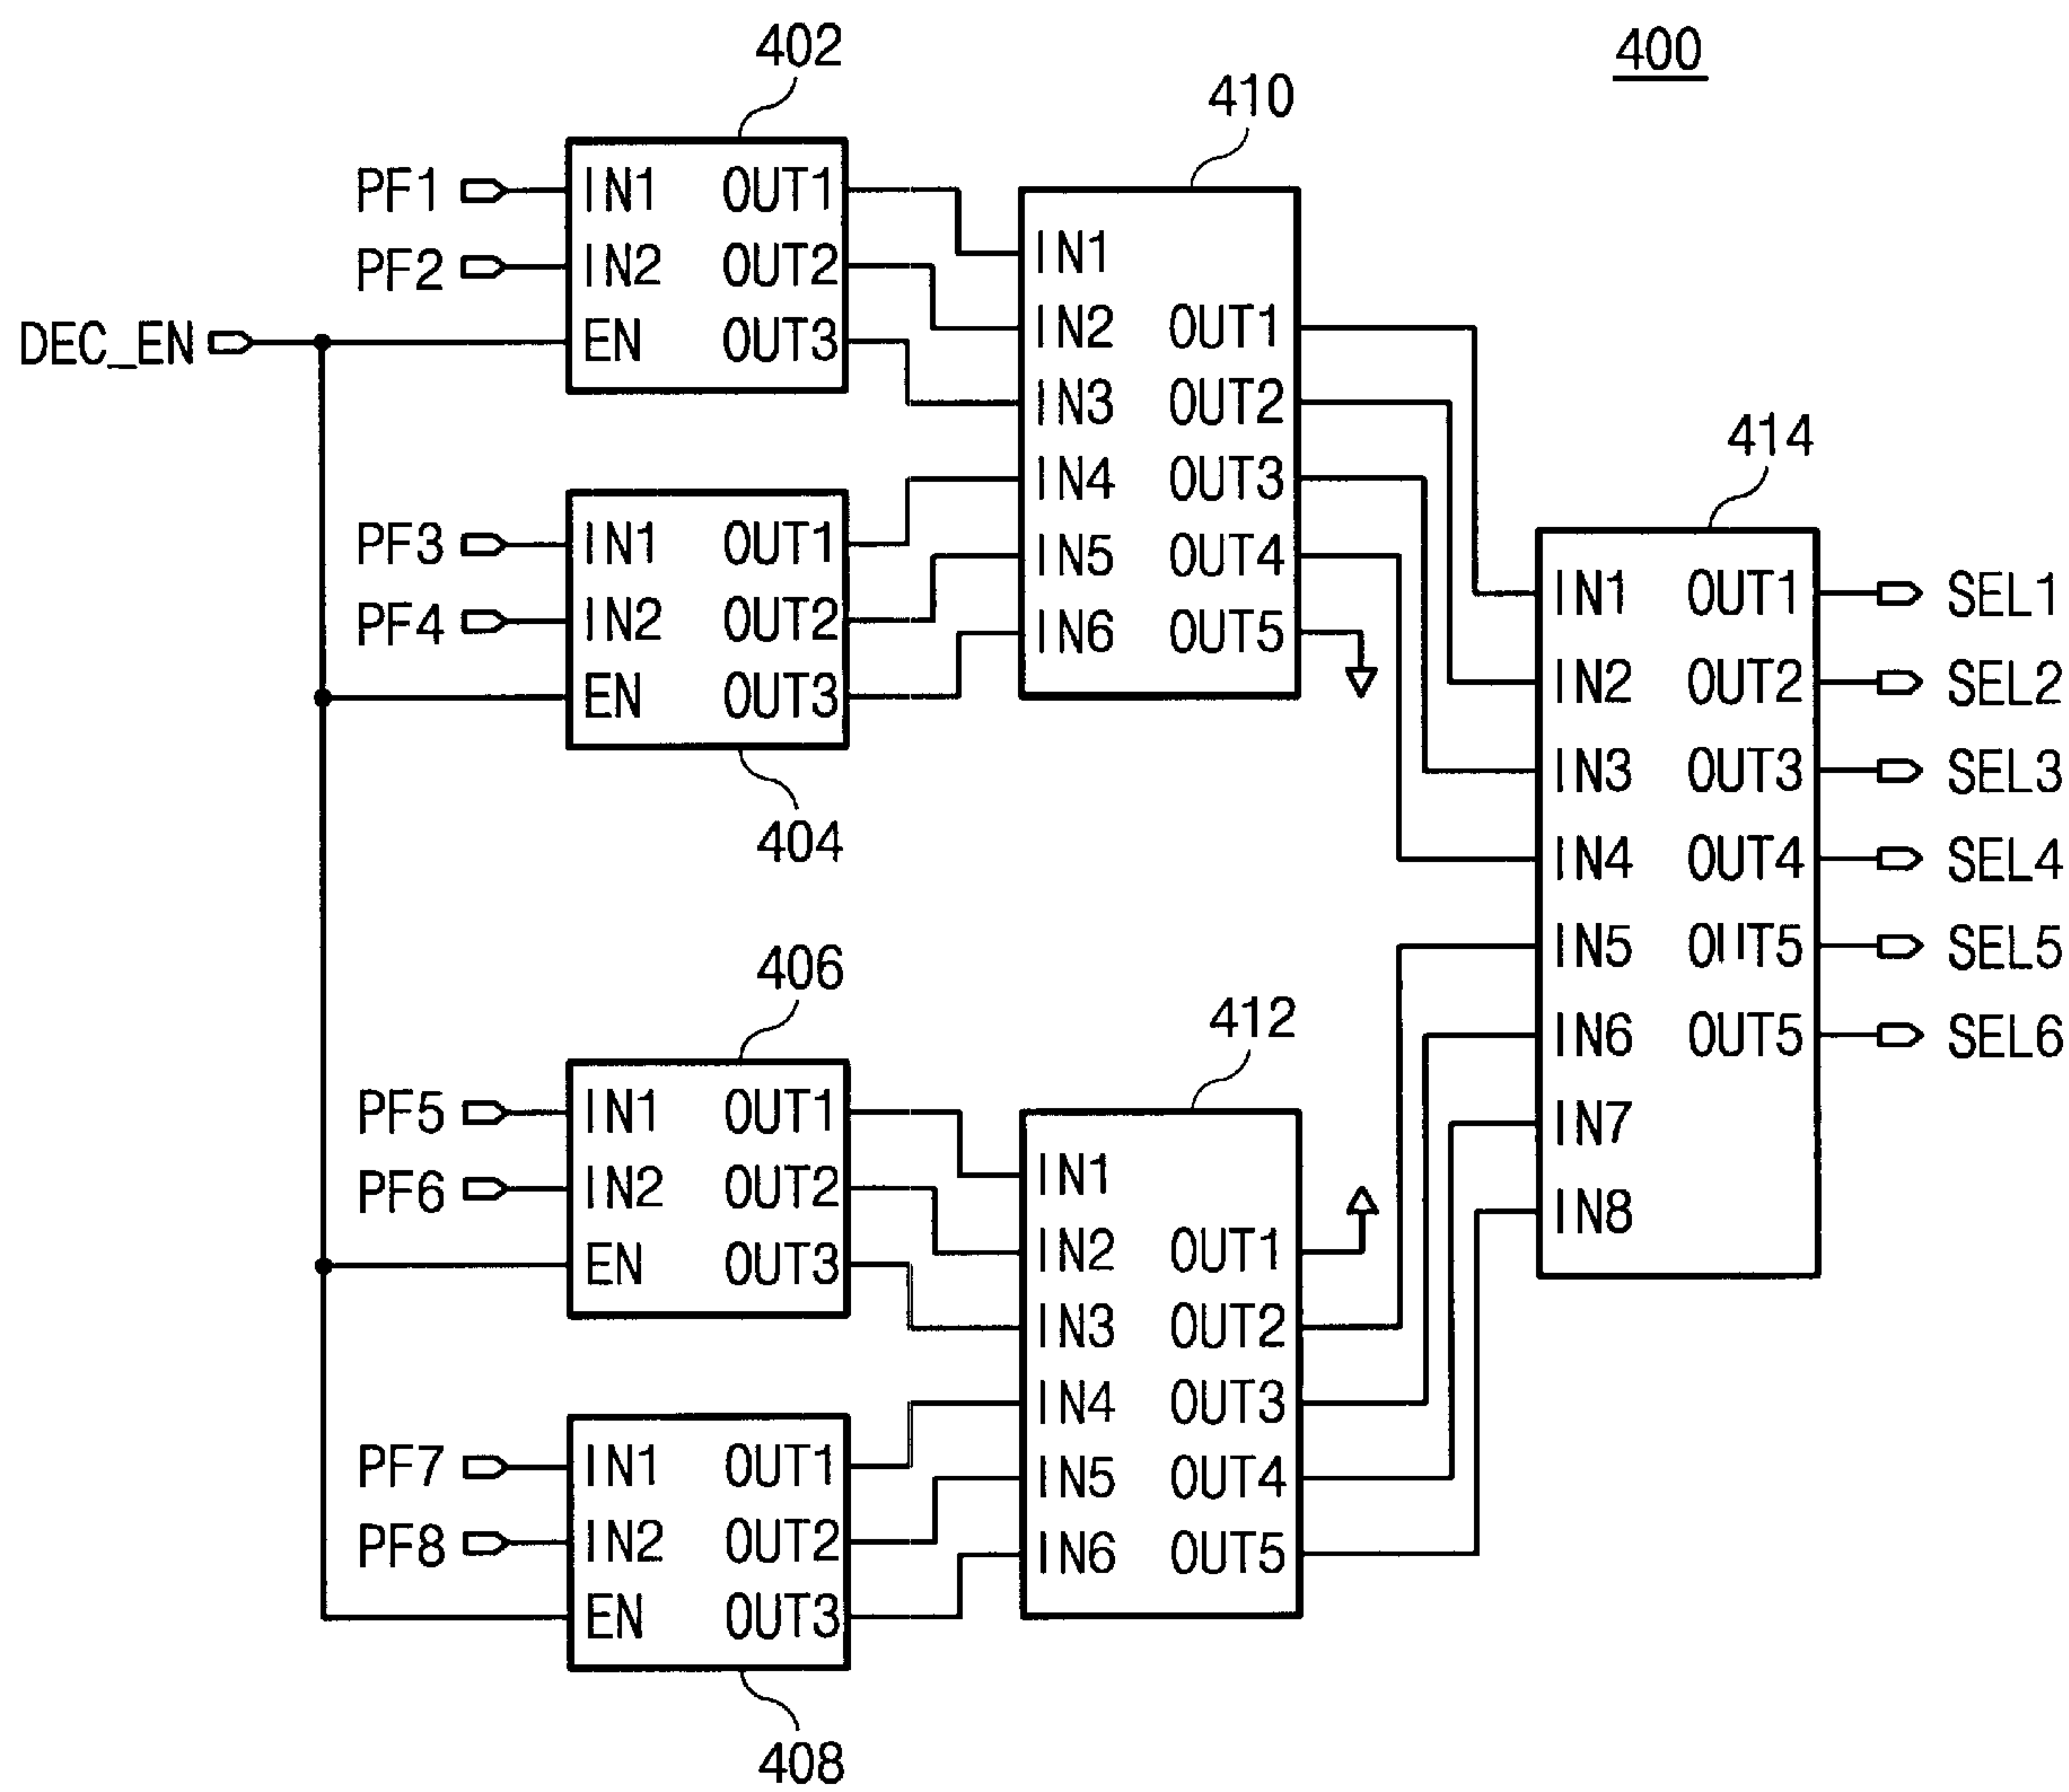 400
402
PF1 IN1 OUT1
PF2 IN2 OUT2
DEC_EN EN OUT3
PF3 IN1 OUT1
PF4 IN2 OUT2
EN OUT3
404
410
IN1
IN2 OUT1
IN3 OUT2
IN4 OUT3
IN5 OUT4
IN6 OUT5
406
PF5 IN1 OUT1
PF6 IN2 OUT2
EN OUT3
PF7 IN1 OUT1
PF8 IN2 OUT2
EN OUT3
408
412
IN1
IN2 OUT1
IN3 OUT2
IN4 OUT3
IN5 OUT4
IN6 OUT5
414
IN1 OUT1 SEL1
IN2 OUT2 SEL2
IN3 OUT3 SEL3
IN4 OUT4 SEL4
IN5 OUT5 SEL5
IN6 OUT5 SEL6
IN7
IN8